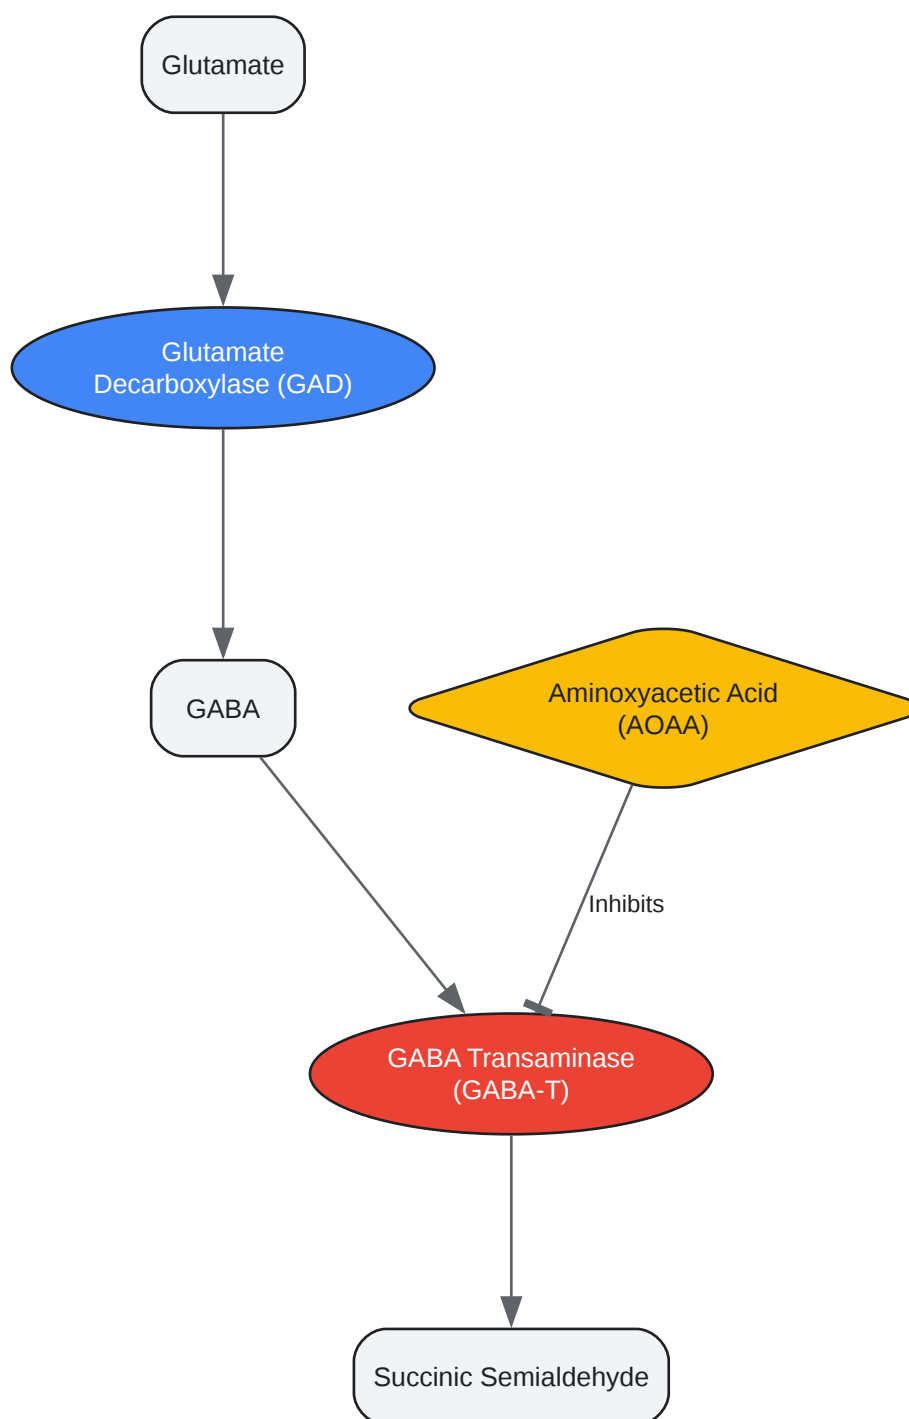 Glutamate
Glutamate
Decarboxylase (GAD)
GABA
Aminoxyacetic Acid
(AOAA)
Inhibits
GABA Transaminase
(GABA-T)
Succinic Semialdehyde